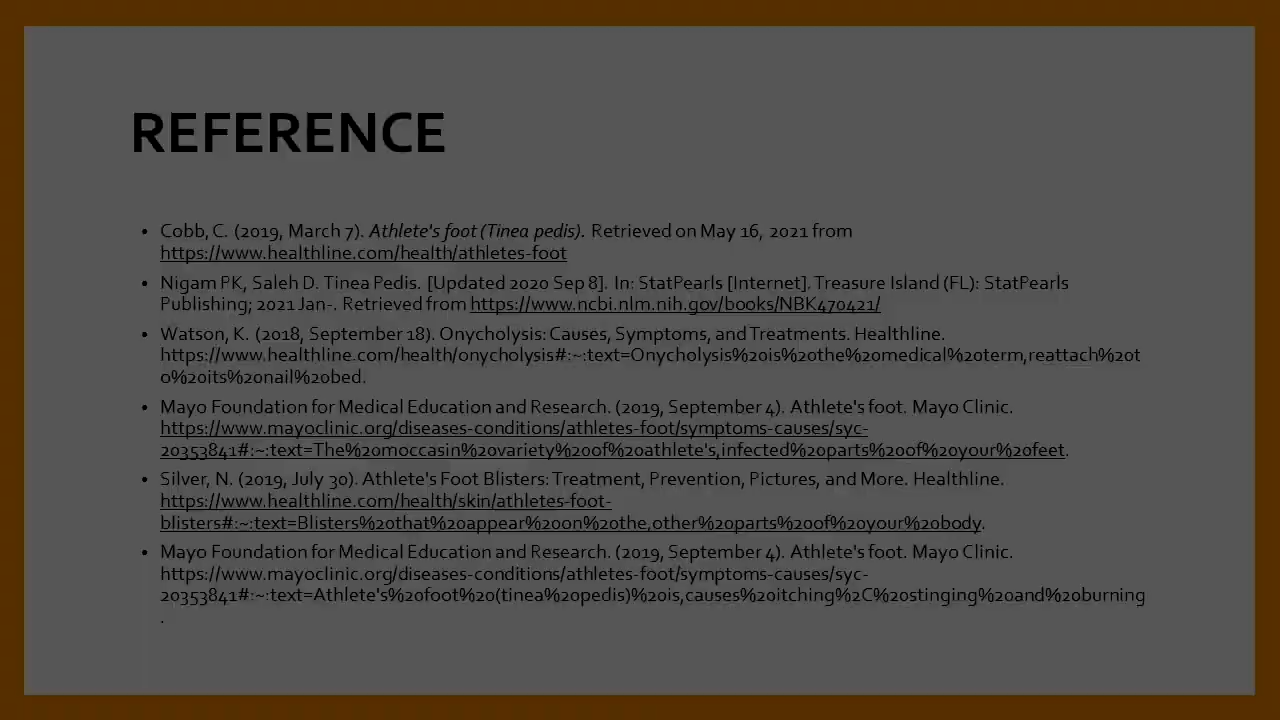 REFERENCE
• Cobb, C. (2019, March 7). Athlete's foot (Tinea pedis). Retrieved on May 16, 2021 from
https://www.healthline.com/health/athletes-foot
• Nigam PK, Saleh D. Tinea Pedis. [Updated 2020 Sep 8]. In: StatPearls [Internet]. Treasure Island (FL): StatPearls
Publishing; 2021 Jan-. Retrieved from https://www.ncbi.nlm.nih.gov/books/NBK470421/
• Watson, K. (2018, September 18). Onycholysis: Causes, Symptoms, and Treatments. Healthline.
https://www.healthline.com/health/onycholysis#:~:text=Onycholysis%20is%20the%20medical%20term,reattach%20t
o%20its%20nail%20bed.
• Mayo Foundation for Medical Education and Research. (2019, September 4). Athlete's foot. Mayo Clinic.
https://www.mayoclinic.org/diseases-conditions/athletes-foot/symptoms-causes/syc-
20353841#:~:text=The%20moccasin%20variety%20of%20athlete's,infected%20parts%20of%20your%20feet.
• Silver, N. (2019, July 30). Athlete's Foot Blisters: Treatment, Prevention, Pictures, and More. Healthline.
https://www.healthline.com/health/skin/athletes-foot-
blisters#:~:text=Blisters%20that%20appear%20on%20the,other%20parts%20of%20your%20body.
• Mayo Foundation for Medical Education and Research. (2019, September 4). Athlete's foot. Mayo Clinic.
https://www.mayoclinic.org/diseases-conditions/athletes-foot/symptoms-causes/syc-
20353841#:~:text=Athlete's%20foot%20(tinea%20pedis)%20is,causes%20itching%2C%20stinging%20and%20burning
.